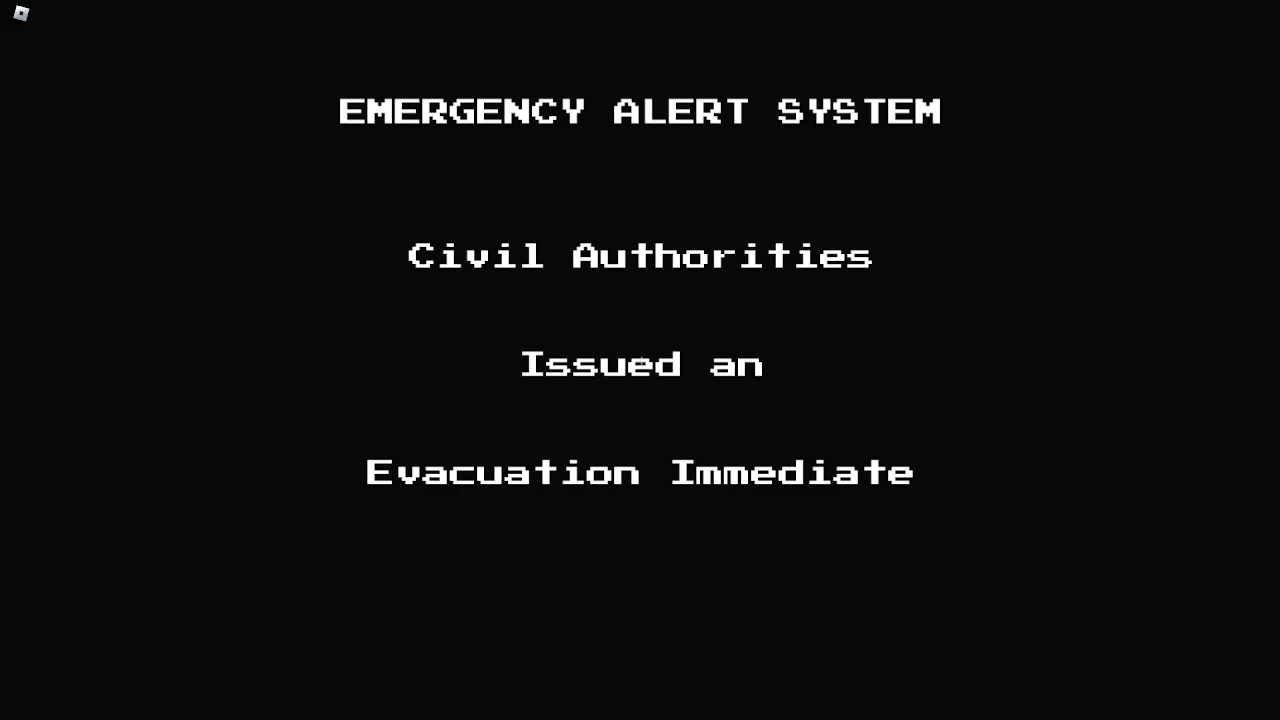 EMERGENCY ALERT SYSTEM
Civil Authorities
Issued an
Evacuation Immediate